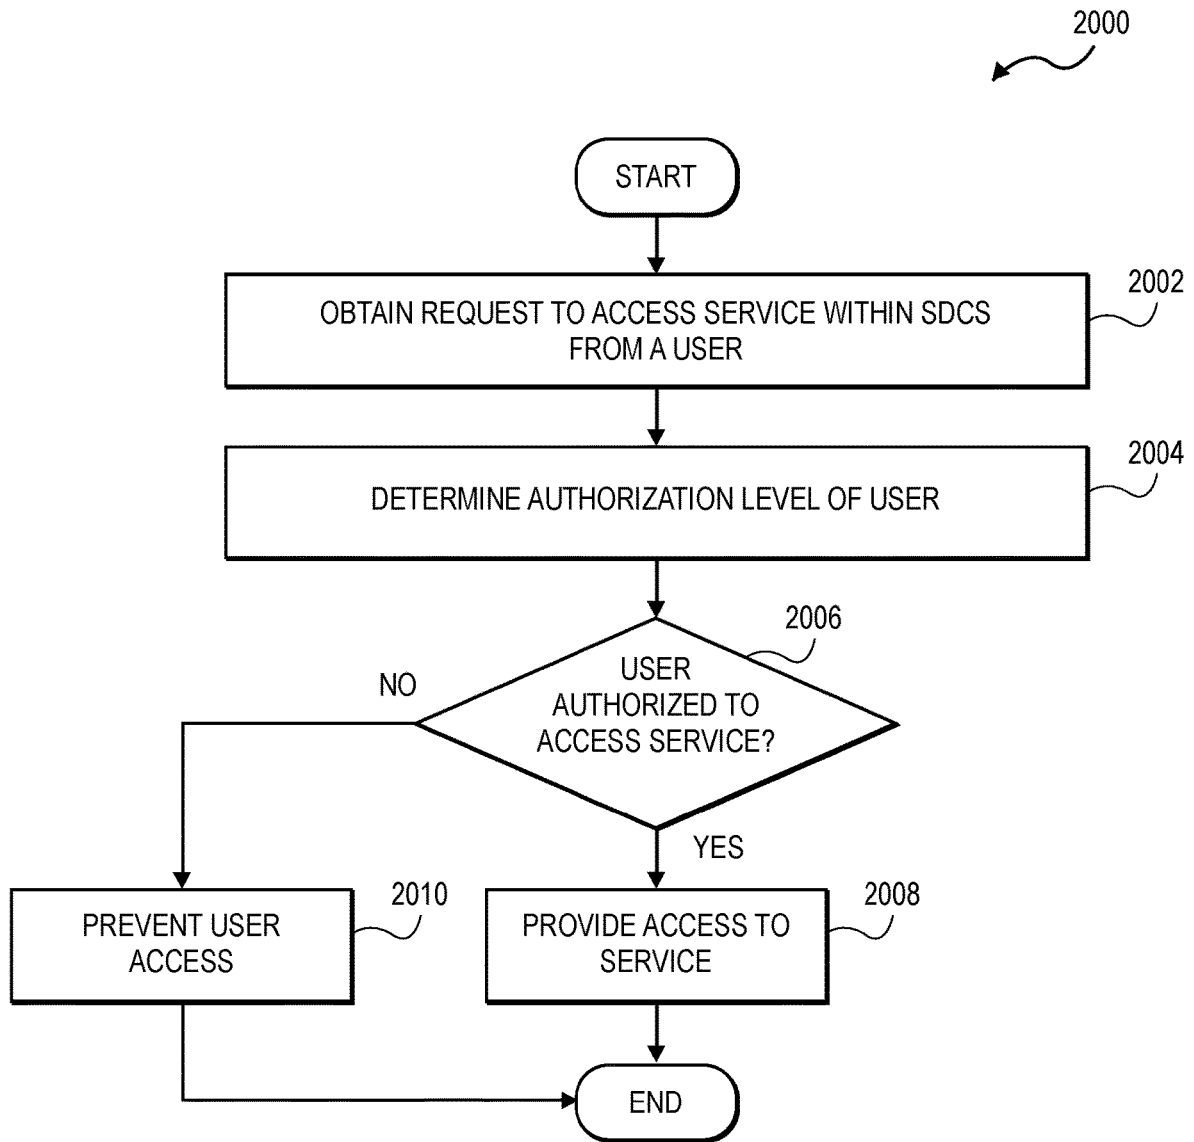 2000
START
2002
OBTAIN REQUEST TO ACCESS SERVICE WITHIN SDCS
FROM A USER
2004
DETERMINE AUTHORIZATION LEVEL OF USER
2006
USER
AUTHORIZED TO
ACCESS SERVICE?
NO
YES
2010
PREVENT USER
ACCESS
2008
PROVIDE ACCESS TO
SERVICE
END